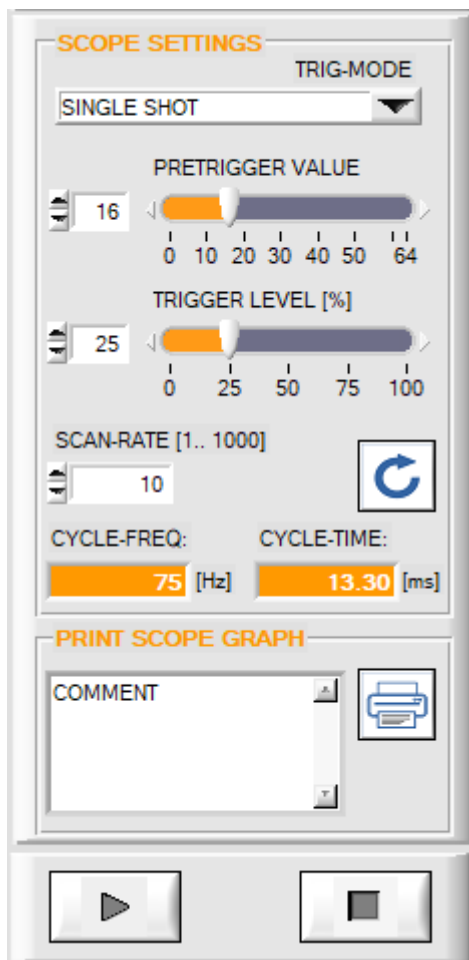 SCOPE SETTINGS
TRIG-MODE
SINGLE SHOT
PRETRIGGER VALUE
16
0 10 20 30 40 50 64
TRIGGER LEVEL [%]
25
0 25 50 75 100
SCAN-RATE [1.. 1000]
10
CYCLE-FREQ: CYCLE-TIME:
75 [Hz] 13.30 [ms]
PRINT SCOPE GRAPH
COMMENT